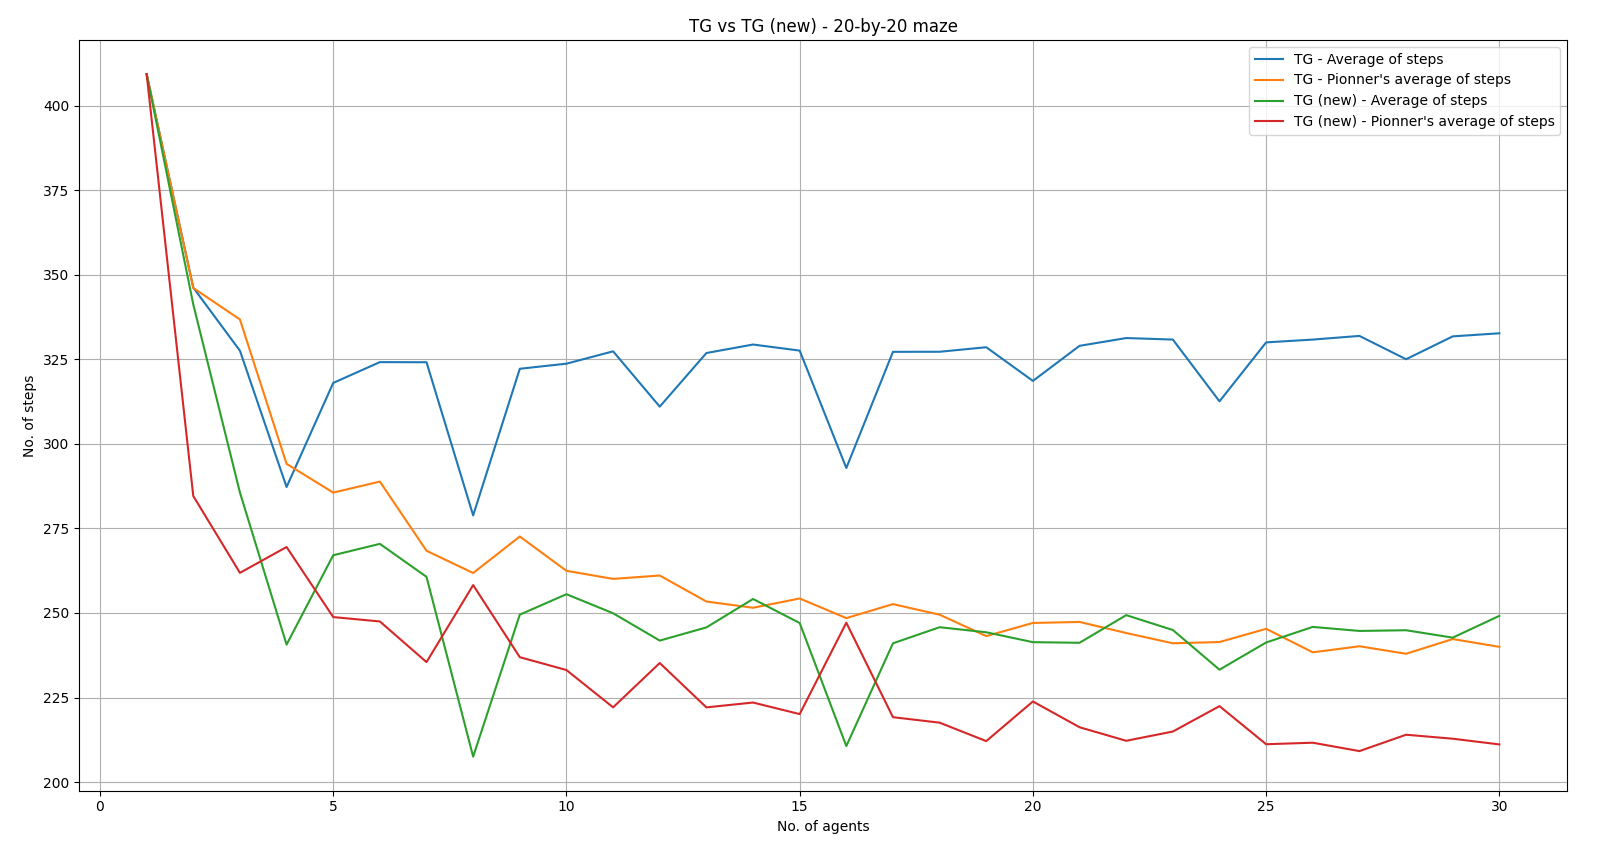 TG vs TG (new) - 20-by-20 maze
TG - Average of steps
TG - Pionner's average of steps
TG (new) - Average of steps
TG (new) - Pionner's average of steps
No. of steps
400
375
350
325
300
275
250
225
200
0 5 10 15 20 25 30
No. of agents